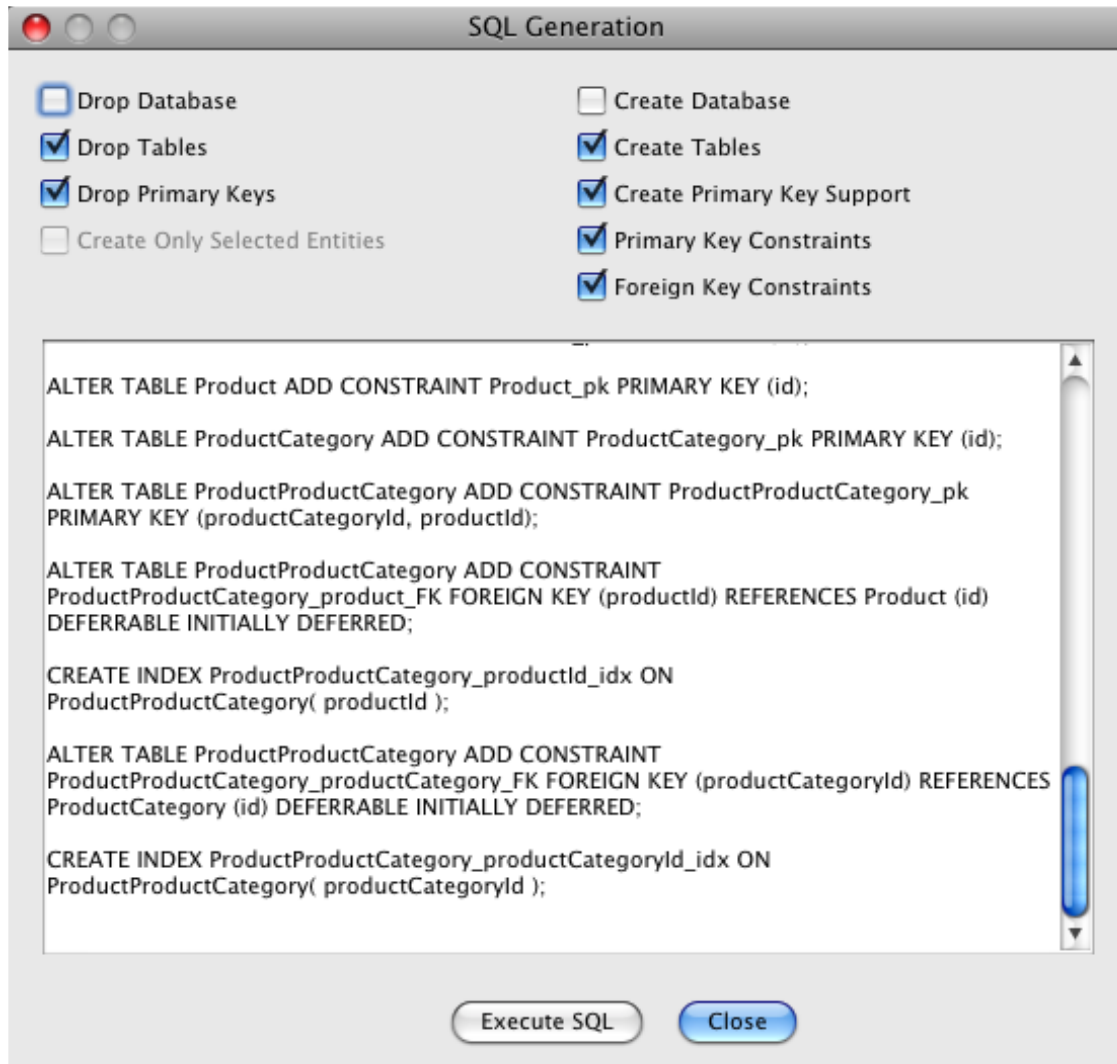 SQL Generation
Drop Database
Create Database
Drop Tables
Create Tables
Drop Primary Keys
Create Primary Key Support
Create Only Selected Entities
Primary Key Constraints
Foreign Key Constraints
ALTER TABLE Product ADD CONSTRAINT Product_pk PRIMARY KEY (id);
ALTER TABLE ProductCategory ADD CONSTRAINT ProductCategory_pk PRIMARY KEY (id);
ALTER TABLE ProductProductCategory ADD CONSTRAINT ProductProductCategory_pk
PRIMARY KEY (productCategoryId, productId);
ALTER TABLE ProductProductCategory ADD CONSTRAINT
ProductProductCategory_product_FK FOREIGN KEY (productId) REFERENCES Product (id)
DEFERRABLE INITIALLY DEFERRED;
CREATE INDEX ProductProductCategory_productId_idx ON
ProductProductCategory( productId );
ALTER TABLE ProductProductCategory ADD CONSTRAINT
ProductProductCategory_productCategory_FK FOREIGN KEY (productCategoryId) REFERENCES
ProductCategory (id) DEFERRABLE INITIALLY DEFERRED;
CREATE INDEX ProductProductCategory_productCategoryId_idx ON
ProductProductCategory( productCategoryId );
Execute SQL
Close